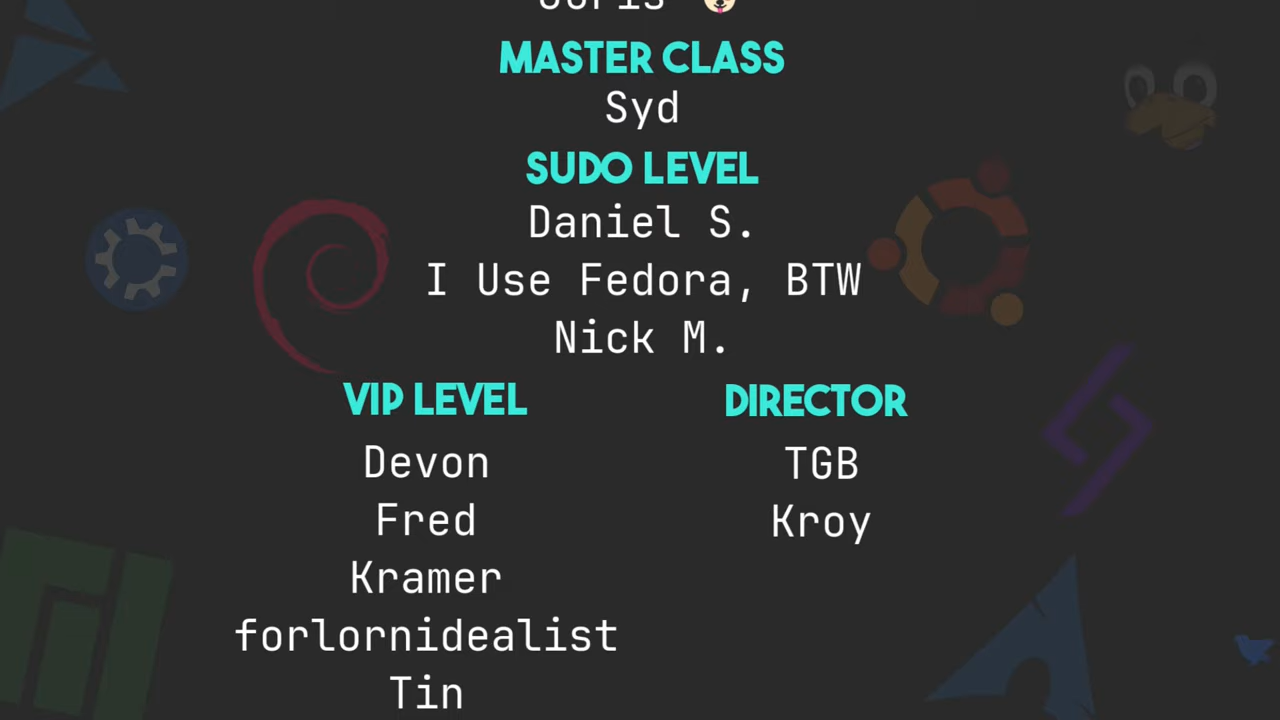 MASTER CLASS
Syd
SUDO LEVEL
Daniel S.
I Use Fedora, BTW
Nick M.
VIP LEVEL
Devon
Fred
Kramer
forlornidealist
Tin
DIRECTOR
TGB
Kroy